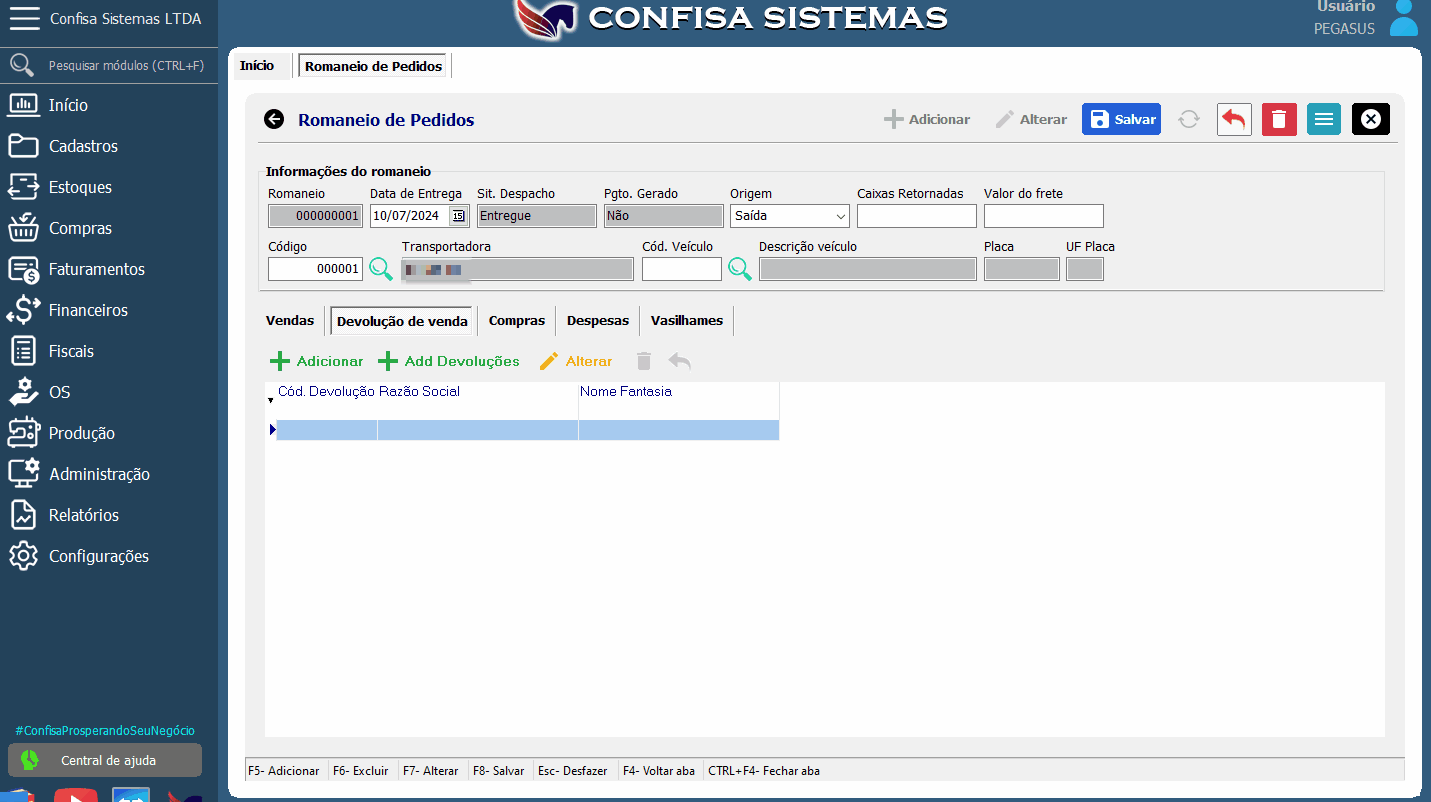 Confisa Sistemas LTDA
CONFISA SISTEMAS
Usuário
PEGASUS
Pesquisar módulos (CTRL+F)
Início
Cadastros
Estoques
Compras
Faturamentos
Financeiros
Fiscais
OS
Produção
Administração
Relatórios
Configurações
#ConfisaProsperandoSeuNegócio
Central de ajuda
Início Romaneio de Pedidos
Romaneio de Pedidos Adicionar Alterar Salvar
Informações do romaneio
Romaneio Data de Entrega Sit. Despacho Pgto. Gerado Origem Caixas Retornadas Valor do frete
000000001 10/07/2024 15 Entregue Não Saída
Código Transportadora Cód. Veículo Descrição veículo Placa UF Placa
000001
Vendas Devolução de venda Compras Despesas Vasilhames
Adicionar Add Devoluções Alterar
Cód. Devolução Razão Social Nome Fantasia
F5- Adicionar F6- Excluir F7- Alterar F8- Salvar Esc- Desfazer F4- Voltar aba CTRL+F4- Fechar aba